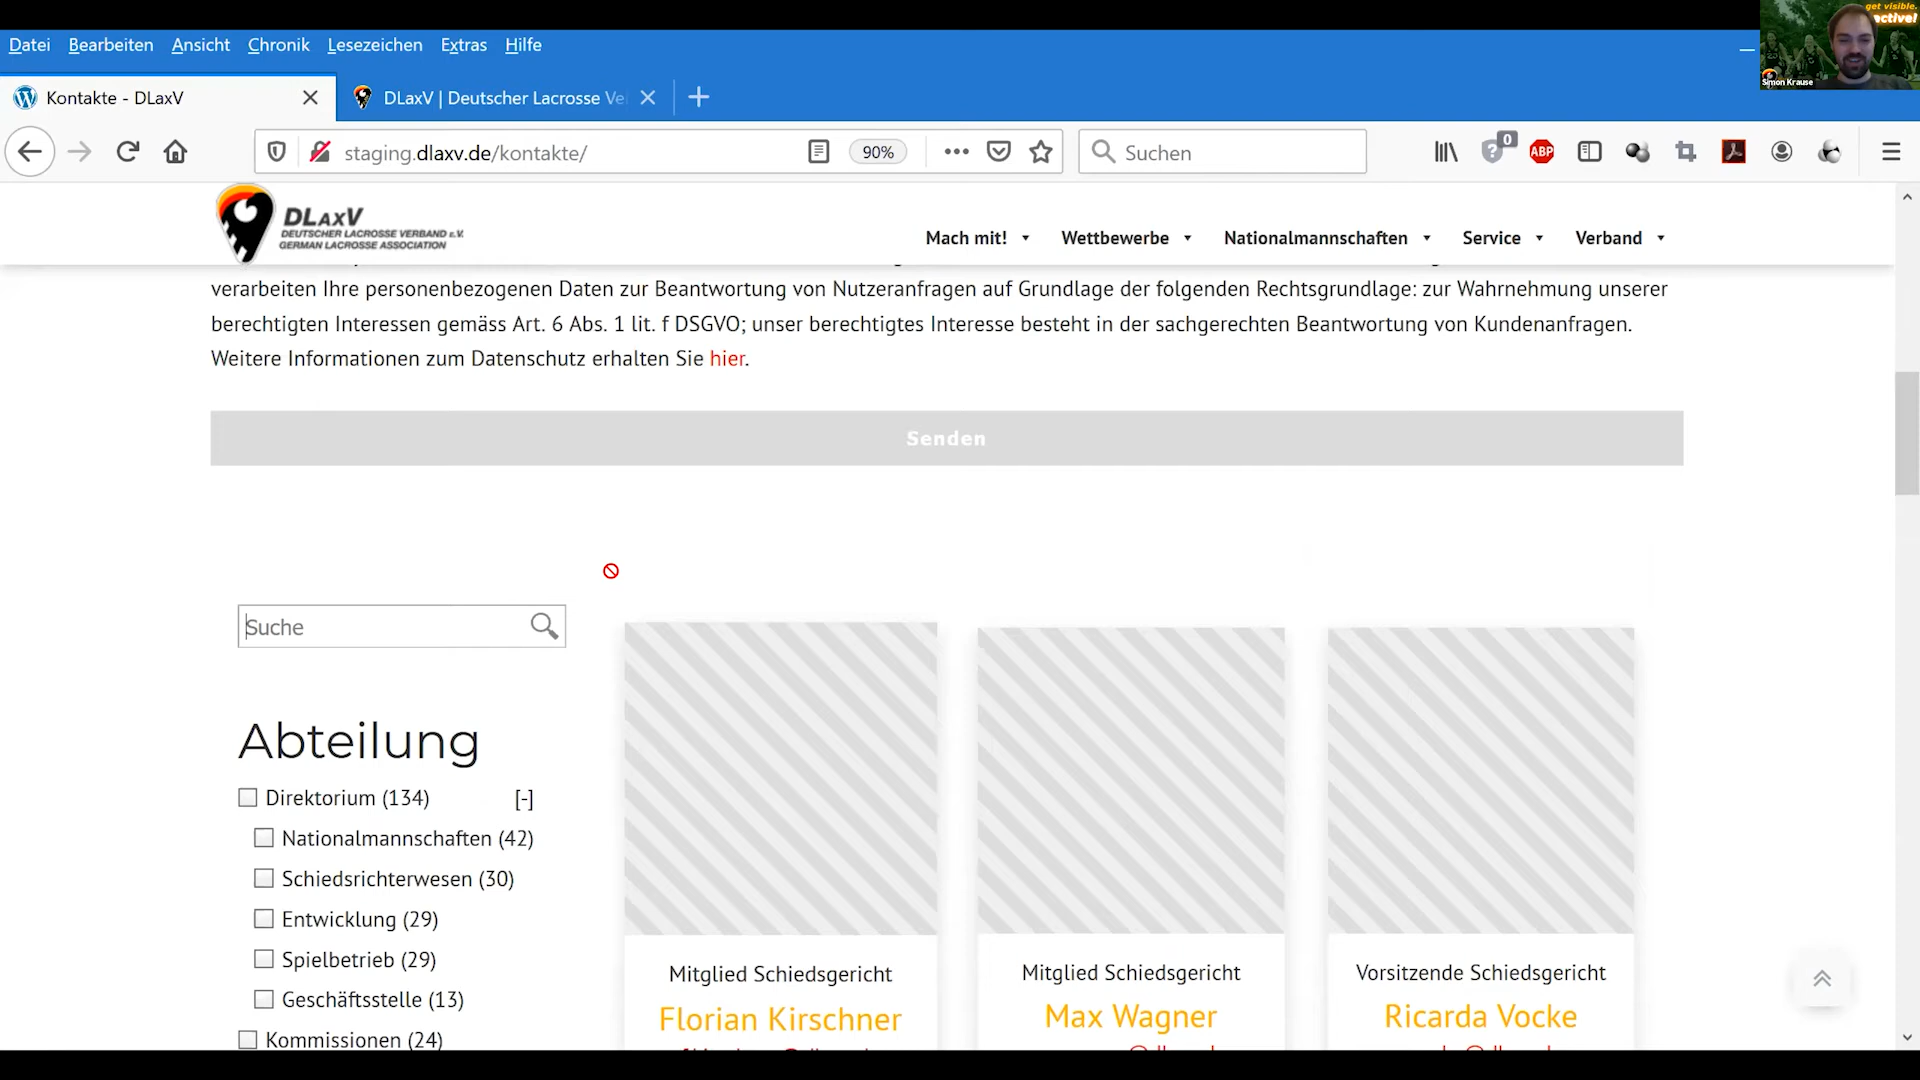 get visible.
active!
Simon Krause
Datei Bearbeiten Ansicht Chronik Lesezeichen Extras Hilfe
Kontakte - DLaxV
DLaxV | Deutscher Lacrosse Ve
staging.dlaxv.de/kontakte/
90%
Suchen
0
ABP
DLaxV
DEUTSCHER LACROSSE VERBAND e.V.
GERMAN LACROSSE ASSOCIATION
Mach mit! Wettbewerbe Nationalmannschaften Service Verband
verarbeiten Ihre personenbezogenen Daten zur Beantwortung von Nutzeranfragen auf Grundlage der folgenden Rechtsgrundlage: zur Wahrnehmung unserer
berechtigten Interessen gemäss Art. 6 Abs. 1 lit. f DSGVO; unser berechtigtes Interesse besteht in der sachgerechten Beantwortung von Kundenanfragen.
Weitere Informationen zum Datenschutz erhalten Sie hier.
Senden
Suche
Abteilung
Direktorium (134) [-]
Nationalmannschaften (42)
Schiedsrichterwesen (30)
Entwicklung (29)
Spielbetrieb (29)
Geschäftsstelle (13)
Kommissionen (24)
Mitglied Schiedsgericht
Florian Kirschner
Mitglied Schiedsgericht
Max Wagner
Vorsitzende Schiedsgericht
Ricarda Vocke